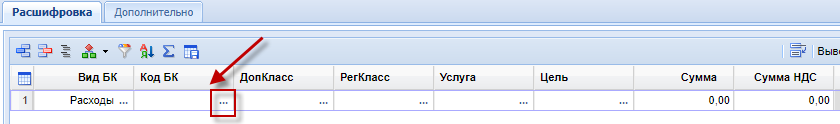 Расшифровка Дополнительно
Выво
Вид БК Код БК ДопКласс РегКласс Услуга Цель Сумма Сумма НДС
1 Расходы ... ... ... ... ... ... 0,00 0,00